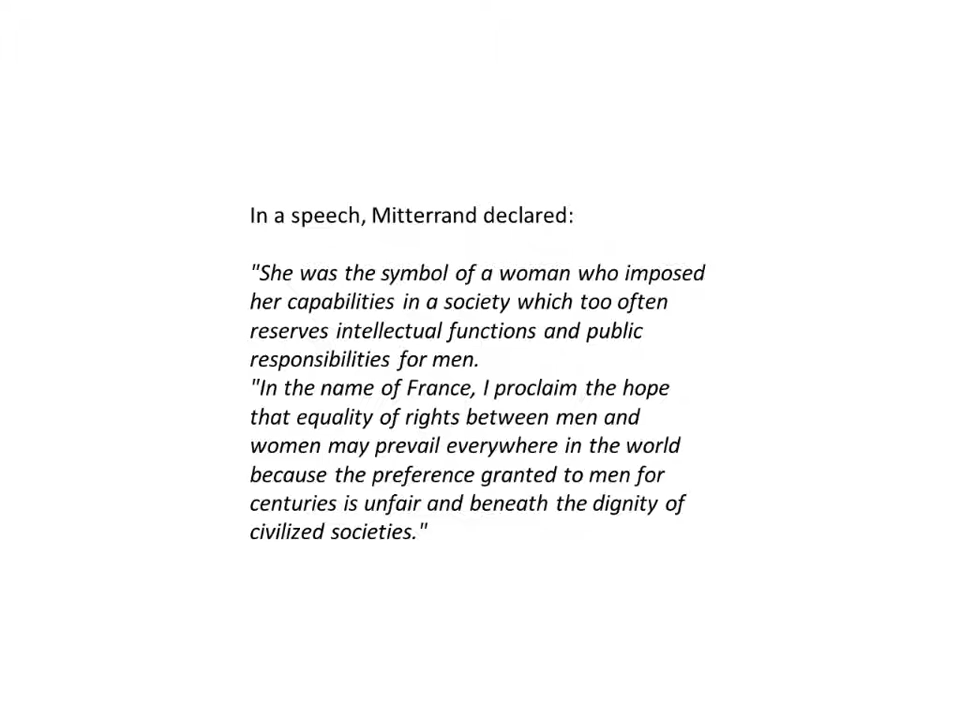 In a speech, Mitterrand declared:
"She was the symbol of a woman who imposed
her capabilities in a society which too often
reserves intellectual functions and public
responsibilities for men.
"In the name of France, I proclaim the hope
that equality of rights between men and
women may prevail everywhere in the world
because the preference granted to men for
centuries is unfair and beneath the dignity of
civilized societies."